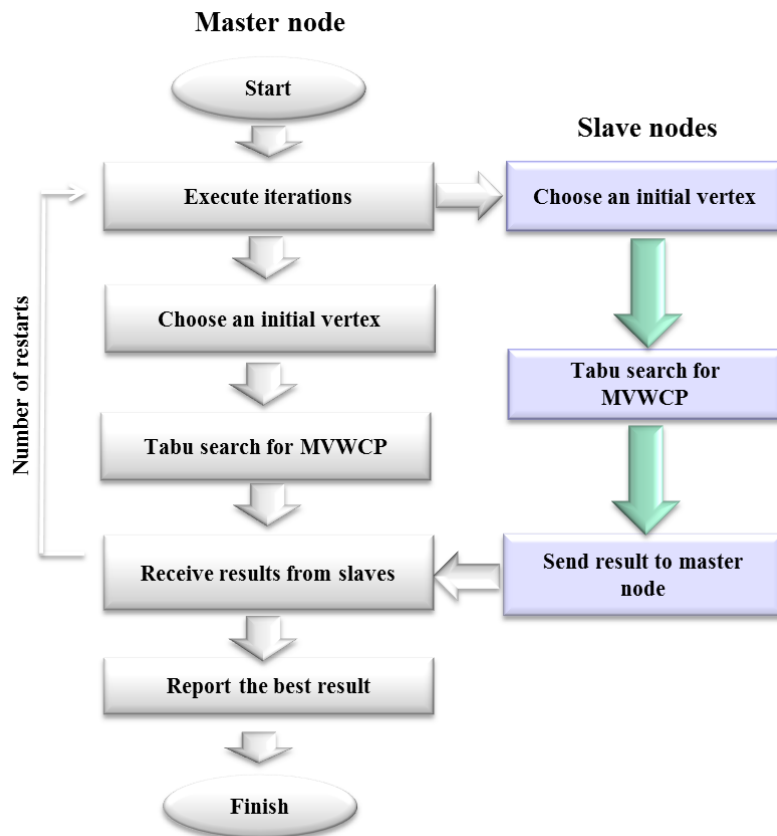 Master node
Start
Execute iterations
Choose an initial vertex
Tabu search for MVWCP
Receive results from slaves
Report the best result
Finish
Number of restarts
Slave nodes
Choose an initial vertex
Tabu search for
MVWCP
Send result to master
node